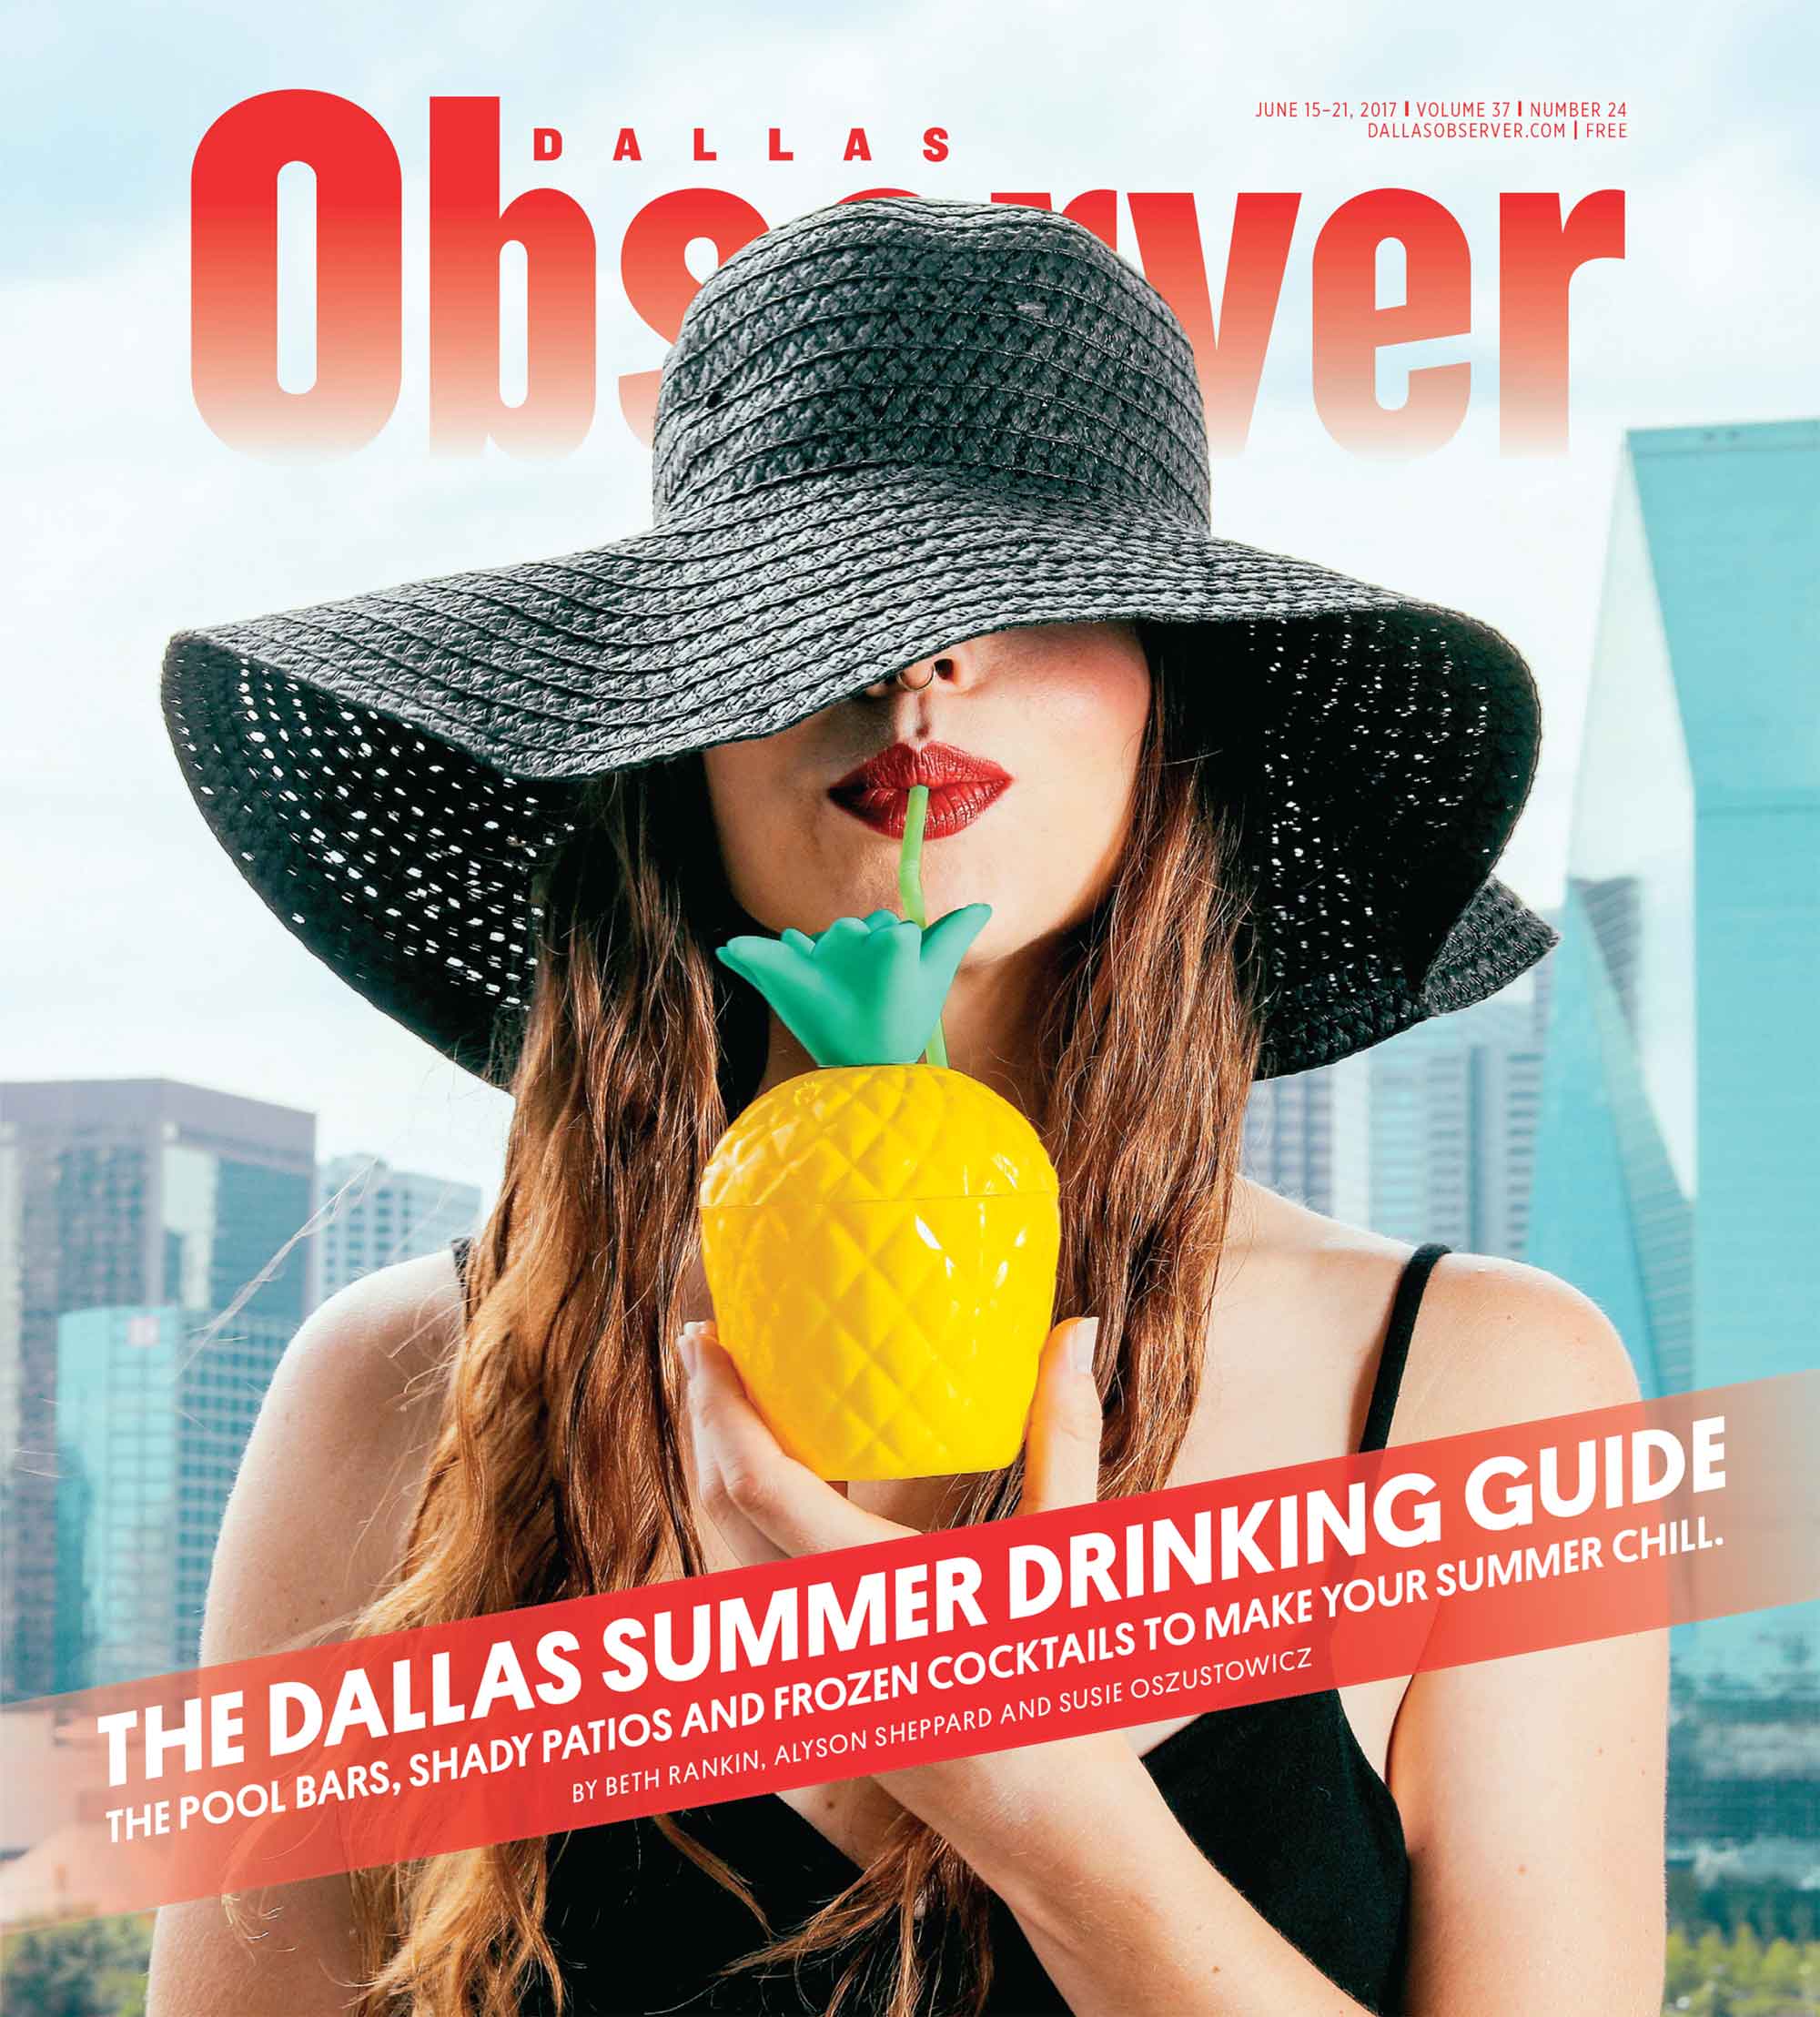 JUNE 15–21, 2017 | VOLUME 37 | NUMBER 24
DALLASOBSERVER.COM | FREE
DALLAS
Observer
THE DALLAS SUMMER DRINKING GUIDE
THE POOL BARS, SHADY PATIOS AND FROZEN COCKTAILS TO MAKE YOUR SUMMER CHILL.
BY BETH RANKIN, ALYSON SHEPPARD AND SUSIE OSZUSTOWICZ